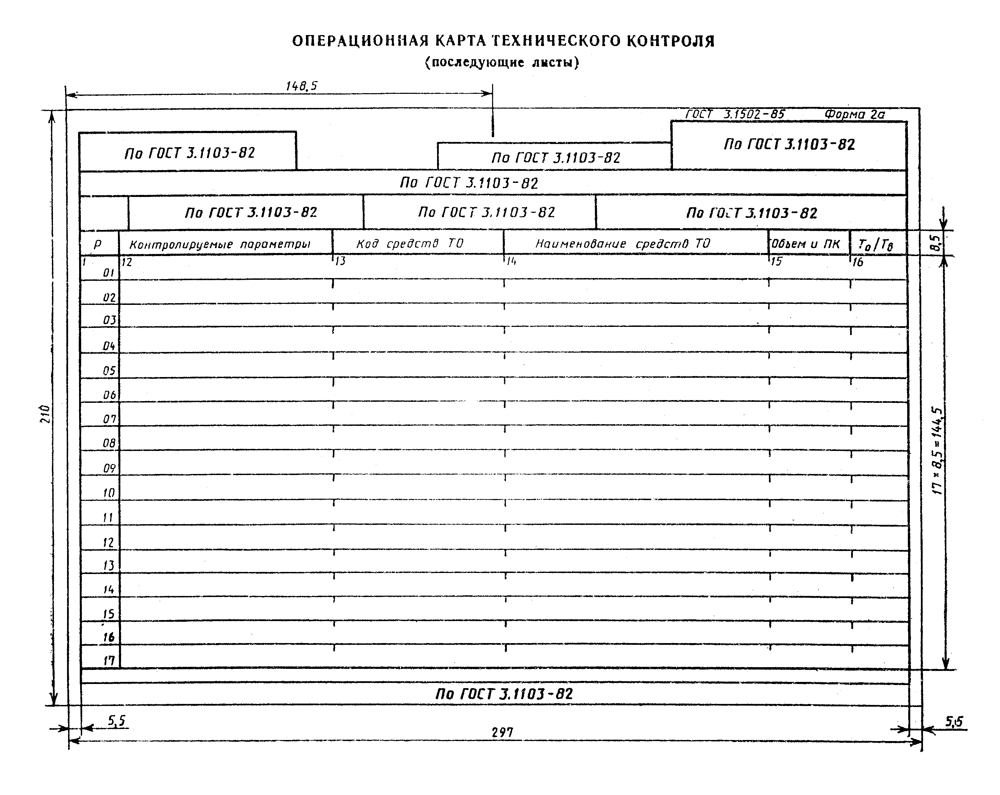 ОПЕРАЦИОННАЯ КАРТА ТЕХНИЧЕСКОГО КОНТРОЛЯ
(последующие листы)
148,5
ГОСТ 3.1502-85 Форма 2а
По ГОСТ 3.1103-82
По ГОСТ 3.1103-82
По ГОСТ 3.1103-82
По ГОСТ 3.1103-82
По ГОСТ 3.1103-82
По ГОСТ 3.1103-82
По ГОСТ 3.1103-82
Р Контролируемые параметры Код средств ТО Наименование средств ТО Объем и ПК То/Тв
8,5
1 12 13 14 15 16
01
02
03
04
05
06
07
08
09
10
11
12
13
14
15
16
17
210
17×8,5=144,5
По ГОСТ 3.1103-82
5,5
5,5
297